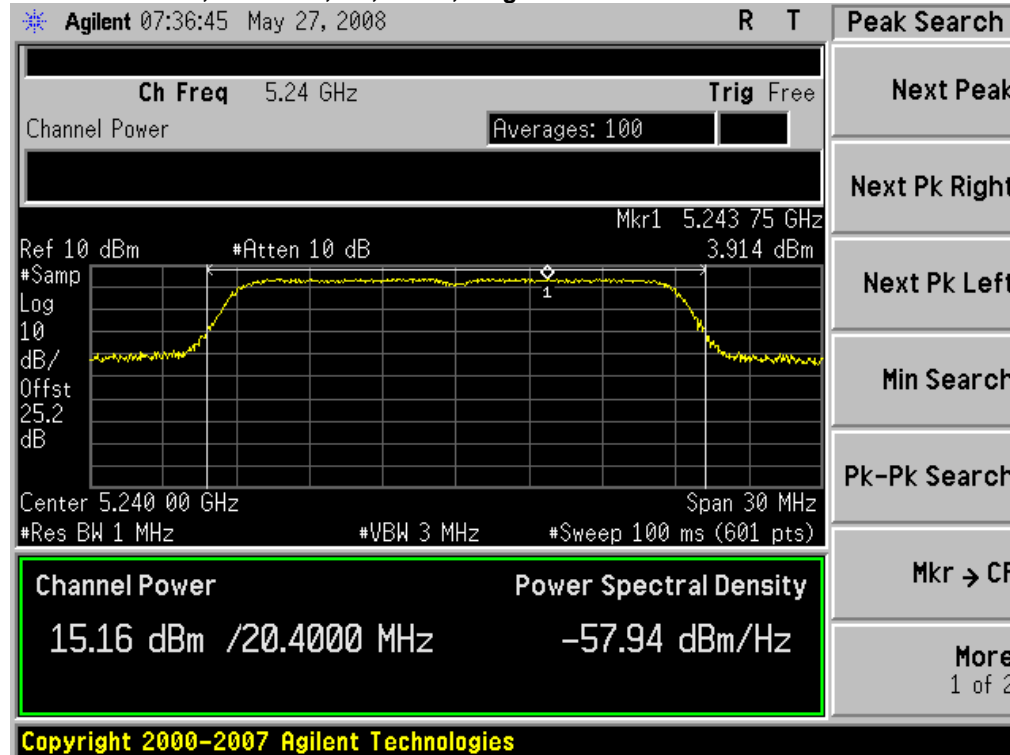 Agilent 07:36:45 May 27, 2008 R T
Peak Search
Ch Freq 5.24 GHz Trig Free
Channel Power Averages: 100
Mkr1 5.243 75 GHz
Ref 10 dBm #Atten 10 dB 3.914 dBm
#Samp
Log
10
dB/
Offst
25.2
dB
1
Center 5.240 00 GHz Span 30 MHz
#Res BW 1 MHz #VBW 3 MHz #Sweep 100 ms (601 pts)
Channel Power Power Spectral Density
15.16 dBm /20.4000 MHz -57.94 dBm/Hz
Next Peak
Next Pk Right
Next Pk Left
Min Search
Pk-Pk Search
Mkr → CF
More
1 of 2
Copyright 2000-2007 Agilent Technologies